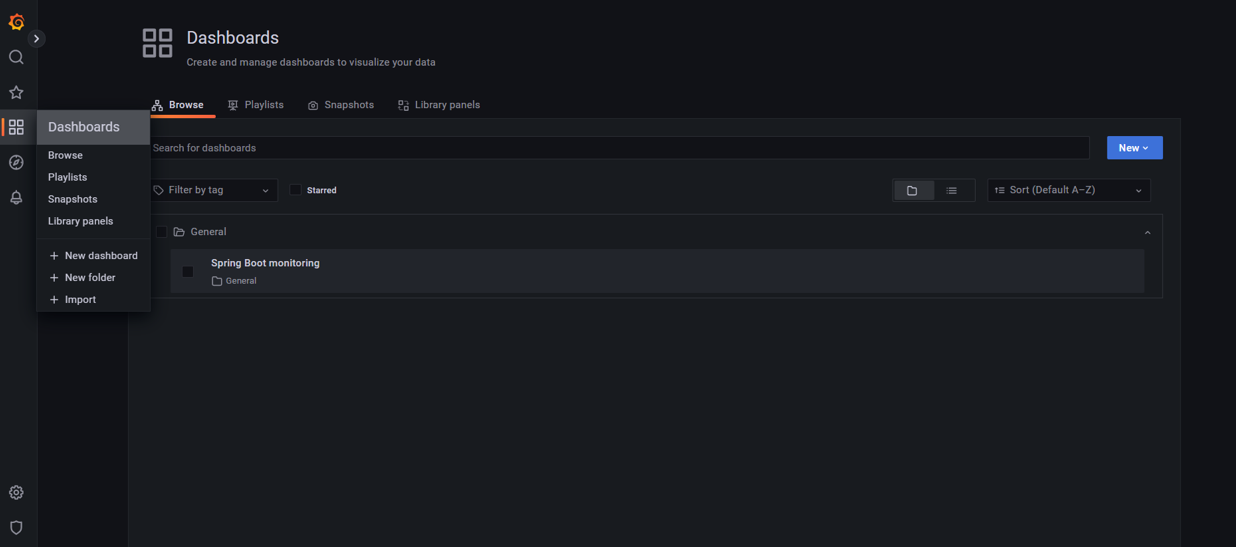 Dashboards
Create and manage dashboards to visualize your data
Browse
Playlists
Snapshots
Library panels
Dashboards
Browse
Playlists
Snapshots
Library panels
+ New dashboard
+ New folder
+ Import
Search for dashboards
New
Filter by tag
Starred
Sort (Default A–Z)
General
Spring Boot monitoring
General